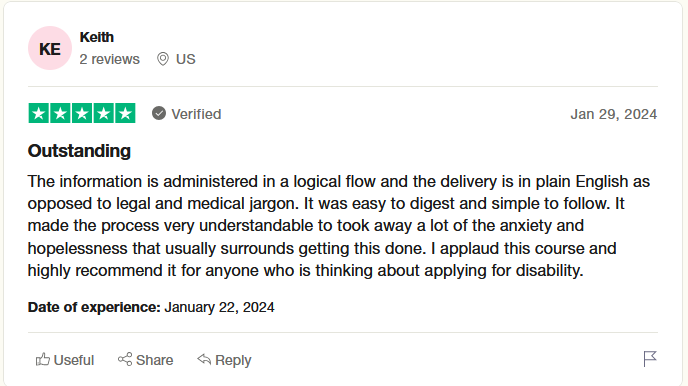 Keith
KE
2 reviews US
Verified Jan 29, 2024
Outstanding
The information is administered in a logical flow and the delivery is in plain English as
opposed to legal and medical jargon. It was easy to digest and simple to follow. It
made the process very understandable to took away a lot of the anxiety and
hopelessness that usually surrounds getting this done. I applaud this course and
highly recommend it for anyone who is thinking about applying for disability.
Date of experience: January 22, 2024
Useful Share Reply